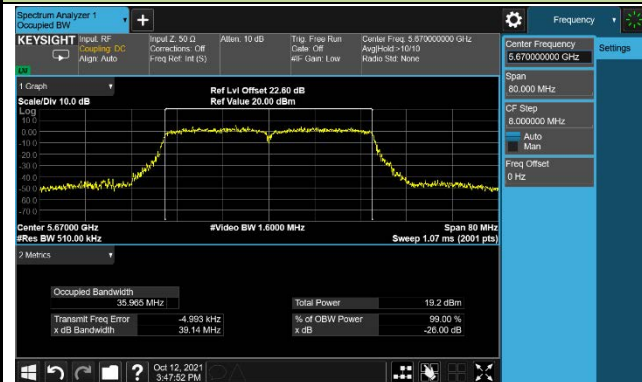 Spectrum Analyzer 1
Occupied BW
+
Frequency
KEYSIGHT
Input: RF
Coupling: DC
Align: Auto
Input Z: 50 Ω
Corrections: Off
Freq Ref: Int (S)
Atten: 10 dB
Trig: Free Run
Gate: Off
#IF Gain: Low
Center Freq: 5.670000000 GHz
Avg|Hold:>10/10
Radio Std: None
Center Frequency
5.670000000 GHz
Settings
Span
80.000 MHz
CF Step
8.000000 MHz
Auto
Man
Freq Offset
0 Hz
1 Graph
Scale/Div 10.0 dB
Ref Lvl Offset 22.60 dB
Ref Value 20.00 dBm
Log
10.0
0.00
-10.0
-20.0
-30.0
-40.0
-50.0
-60.0
-70.0
Center 5.67000 GHz
#Res BW 510.00 kHz
#Video BW 1.6000 MHz
Span 80 MHz
Sweep 1.07 ms (2001 pts)
2 Metrics
Occupied Bandwidth
35.965 MHz
Total Power
19.2 dBm
Transmit Freq Error
-4.993 kHz
% of OBW Power
99.00 %
x dB Bandwidth
39.14 MHz
x dB
-26.00 dB
?
Oct 12, 2021
3:47:52 PM